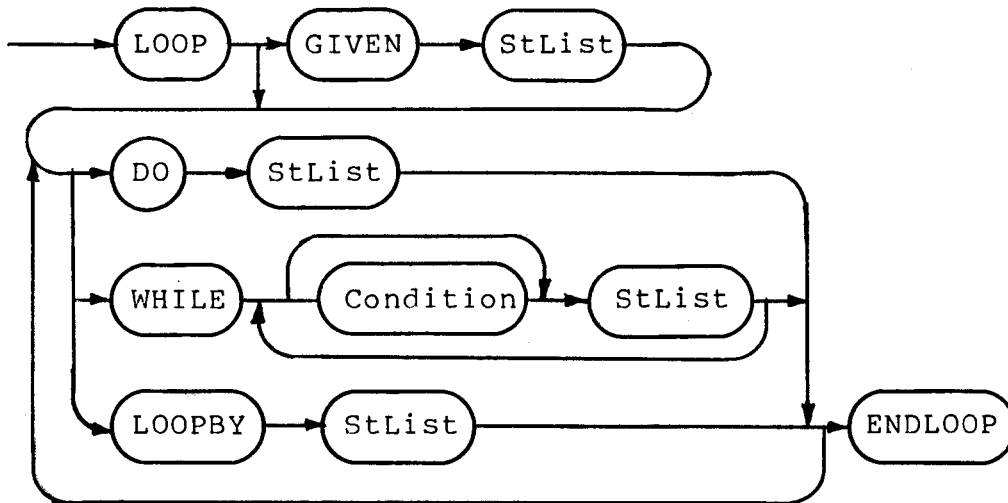 LOOP GIVEN StList
DO StList
WHILE Condition StList
LOOPBY StList ENDLOOP